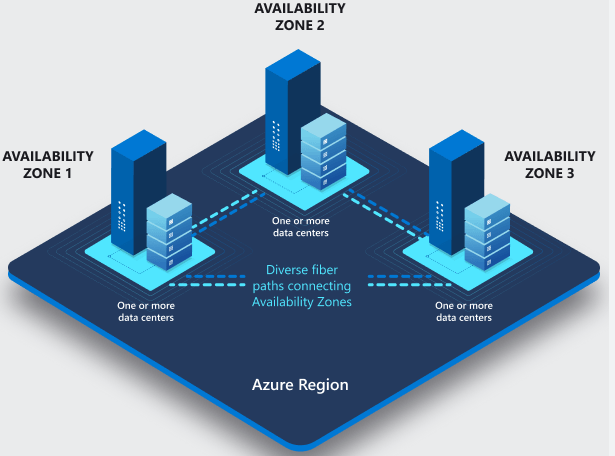 AVAILABILITY
ZONE 2
AVAILABILITY
ZONE 1
AVAILABILITY
ZONE 3
One or more
data centers
Diverse fiber
paths connecting
Availability Zones
One or more
data centers
One or more
data centers
Azure Region